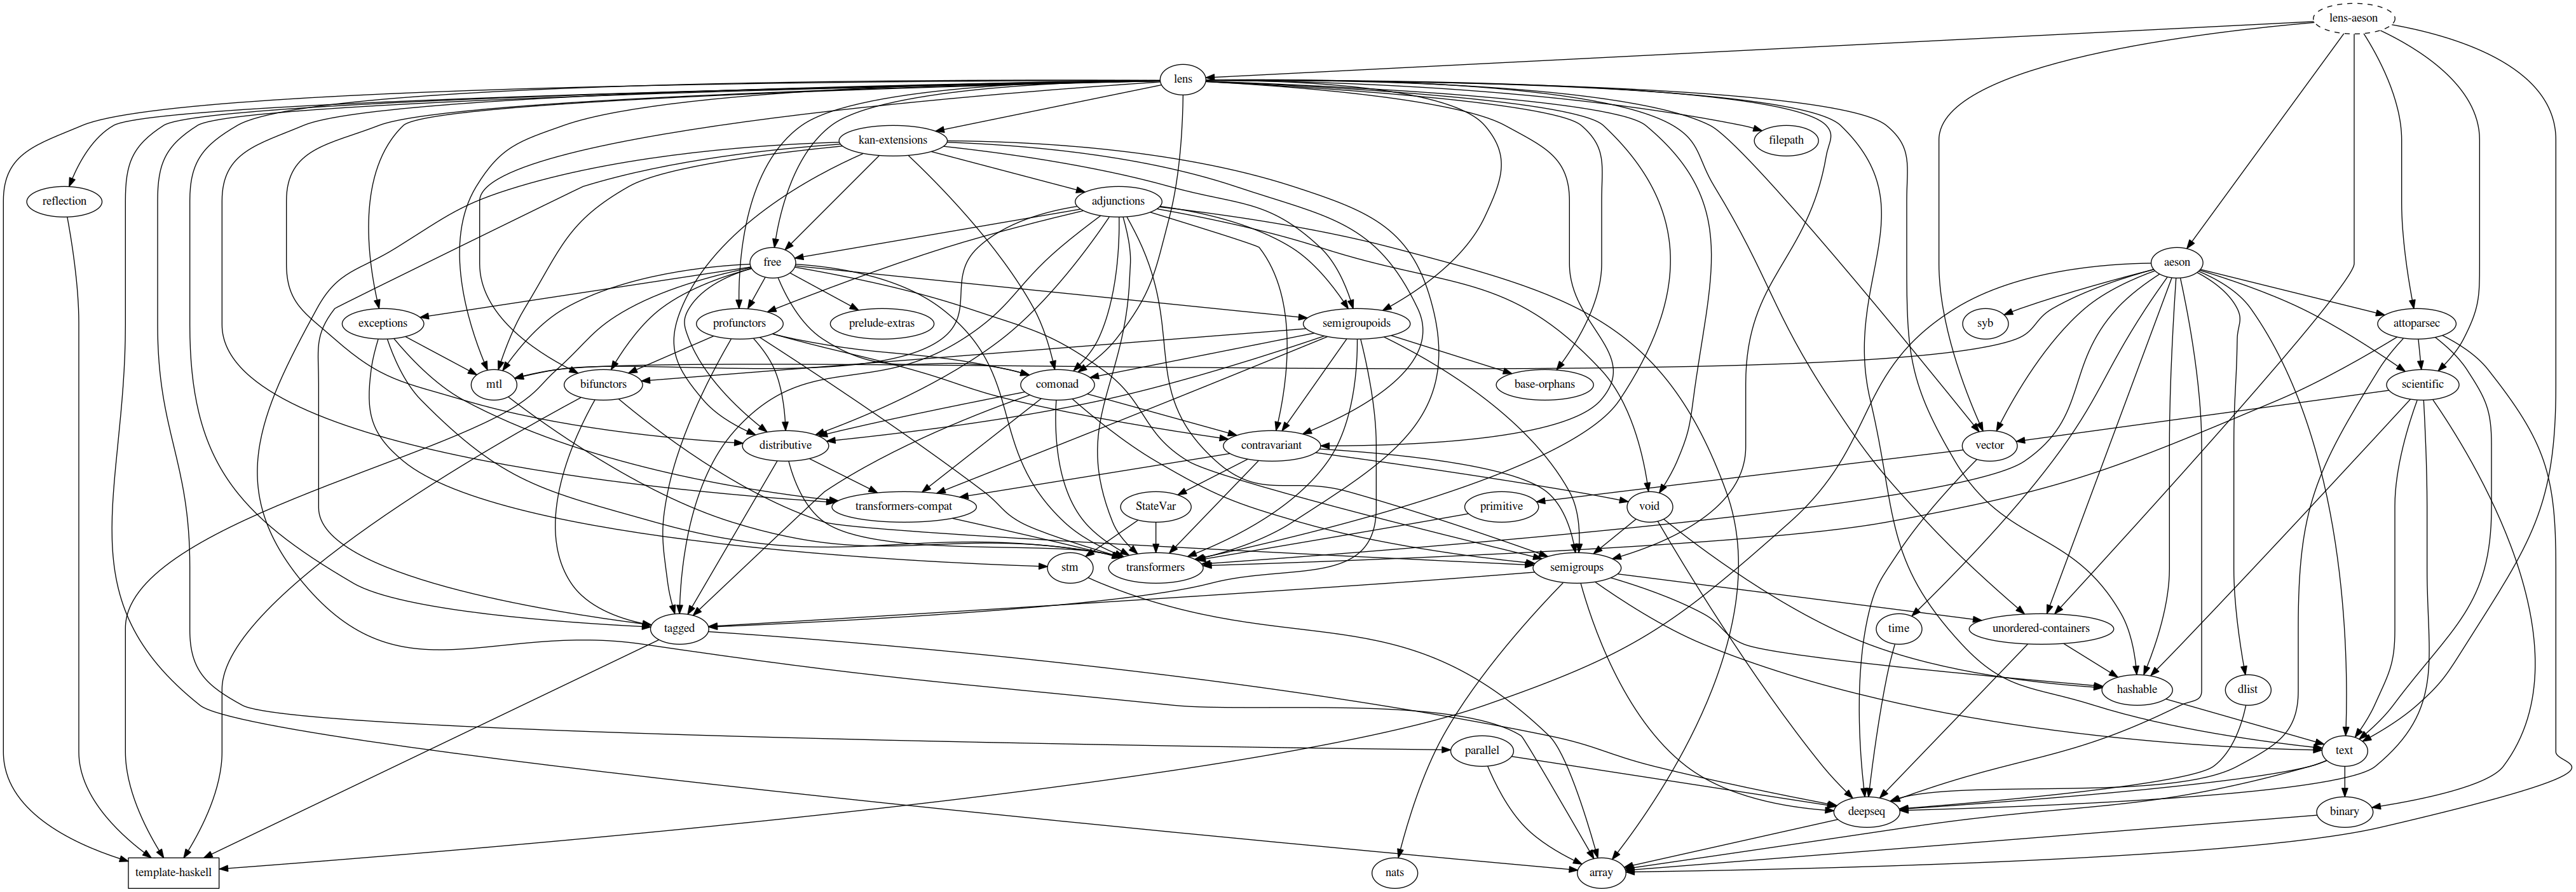 lens-aeson
lens
kan-extensions
filepath
reflection
adjunctions
free
aeson
exceptions
profunctors
prelude-extras
semigroupoids
syb
attoparsec
mtl
bifunctors
comonad
base-orphans
scientific
distributive
contravariant
vector
transformers-compat
StateVar
primitive
void
stm
transformers
semigroups
tagged
time
unordered-containers
hashable
dlist
parallel
text
deepseq
binary
template-haskell
nats
array